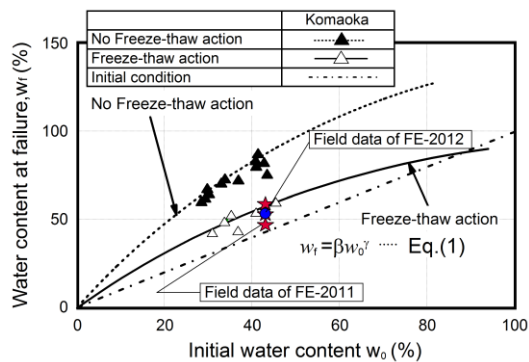 Komaoka
No Freeze-thaw action
Freeze-thaw action
Initial condition
150
100
50
0
Water content at failure,wf (%)
No Freeze-thaw action
Field data of FE-2012
Freeze-thaw action
wf =βw0γ ····· Eq.(1)
Field data of FE-2011
0 20 40 60 80 100
Initial water content w0 (%)